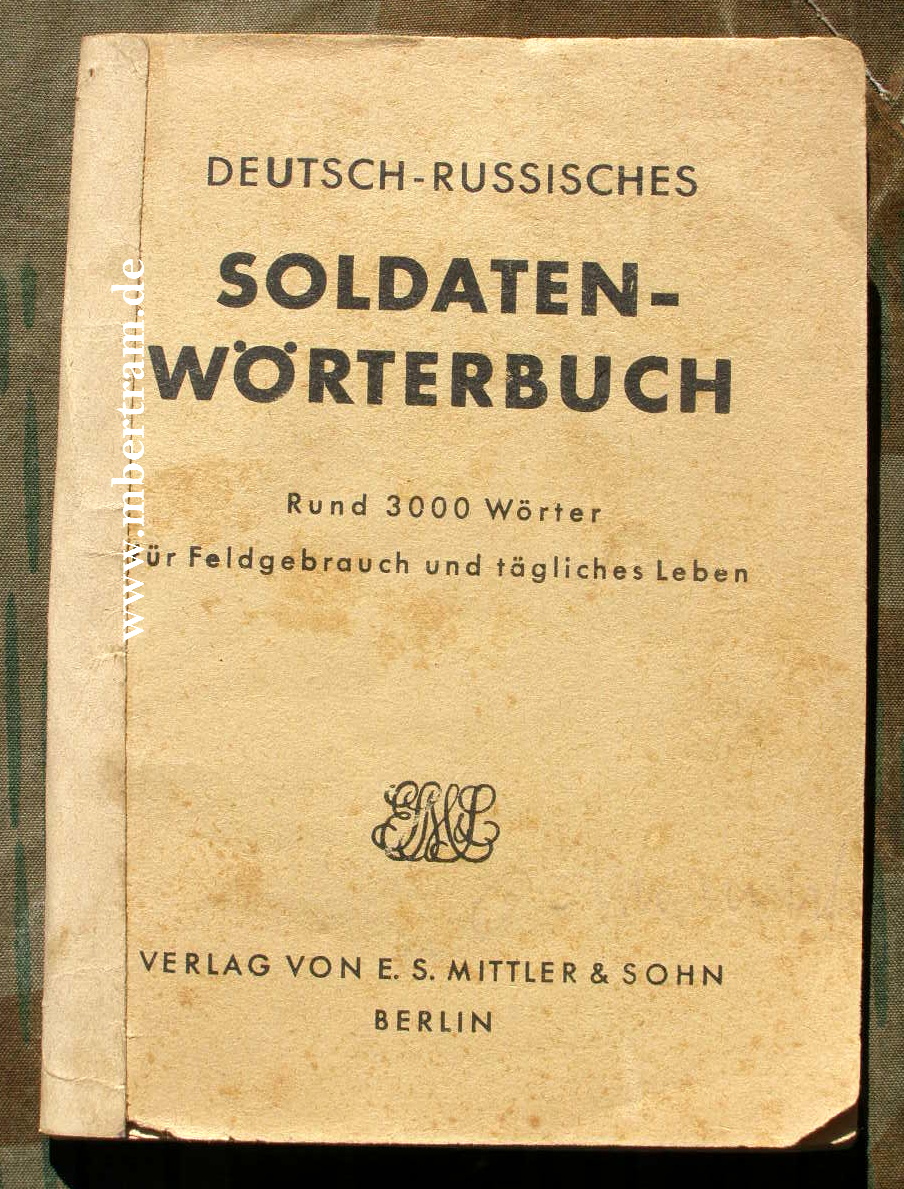 DEUTSCH-RUSSISCHES
SOLDATEN-
WÖRTERBUCH
Rund 3000 Wörter
für Feldgebrauch und tägliches Leben
VERLAG VON E. S. MITTLER & SOHN
BERLIN
www.mbertram.de